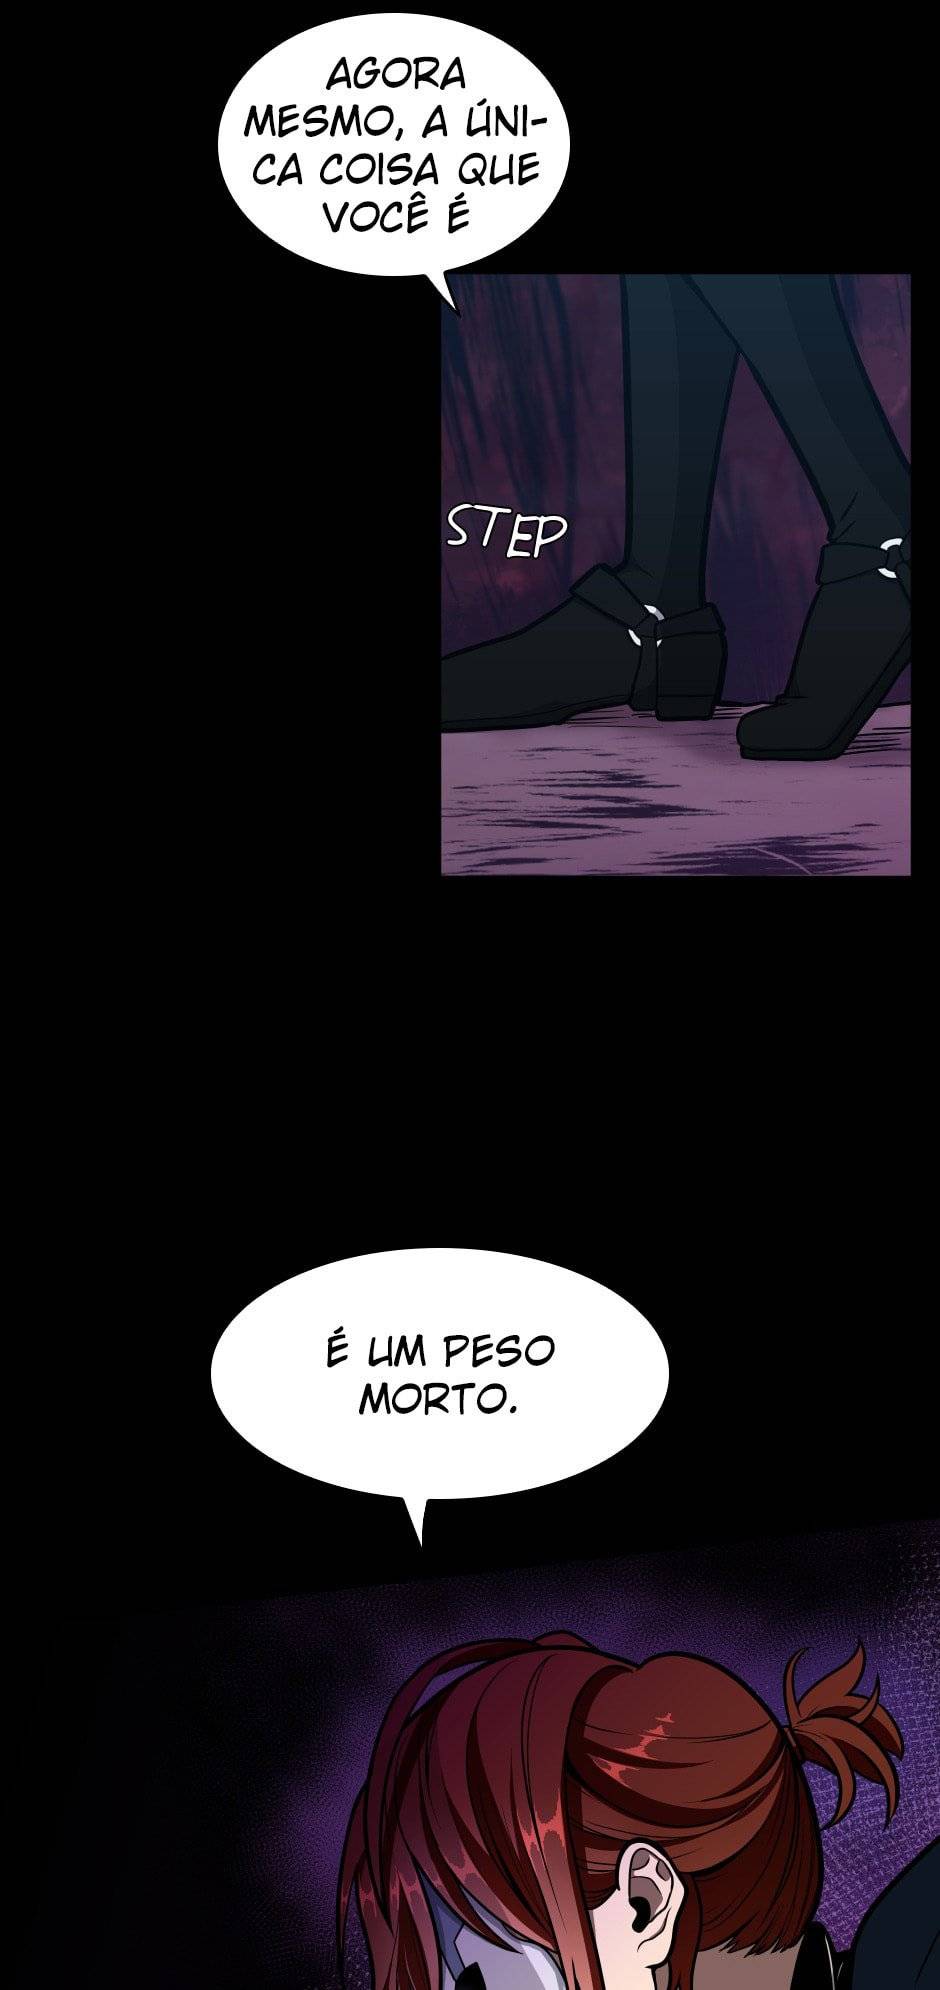 AGORA
MESMO, A ÚNI-
CA COISA QUE
VOCÊ É
STEP
É UM PESO
MORTO.